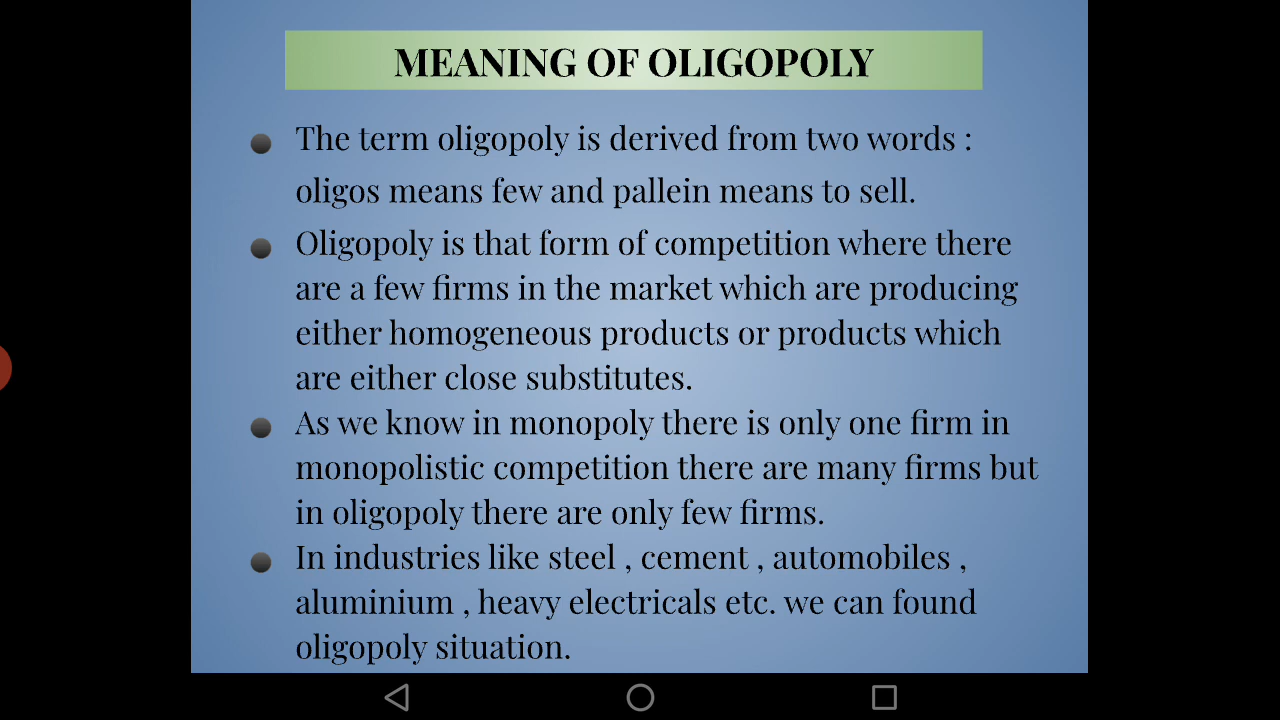 MEANING OF OLIGOPOLY
The term oligopoly is derived from two words :
oligos means few and pallein means to sell.
Oligopoly is that form of competition where there
are a few firms in the market which are producing
either homogeneous products or products which
are either close substitutes.
As we know in monopoly there is only one firm in
monopolistic competition there are many firms but
in oligopoly there are only few firms.
In industries like steel , cement , automobiles ,
aluminium , heavy electricals etc. we can found
oligopoly situation.